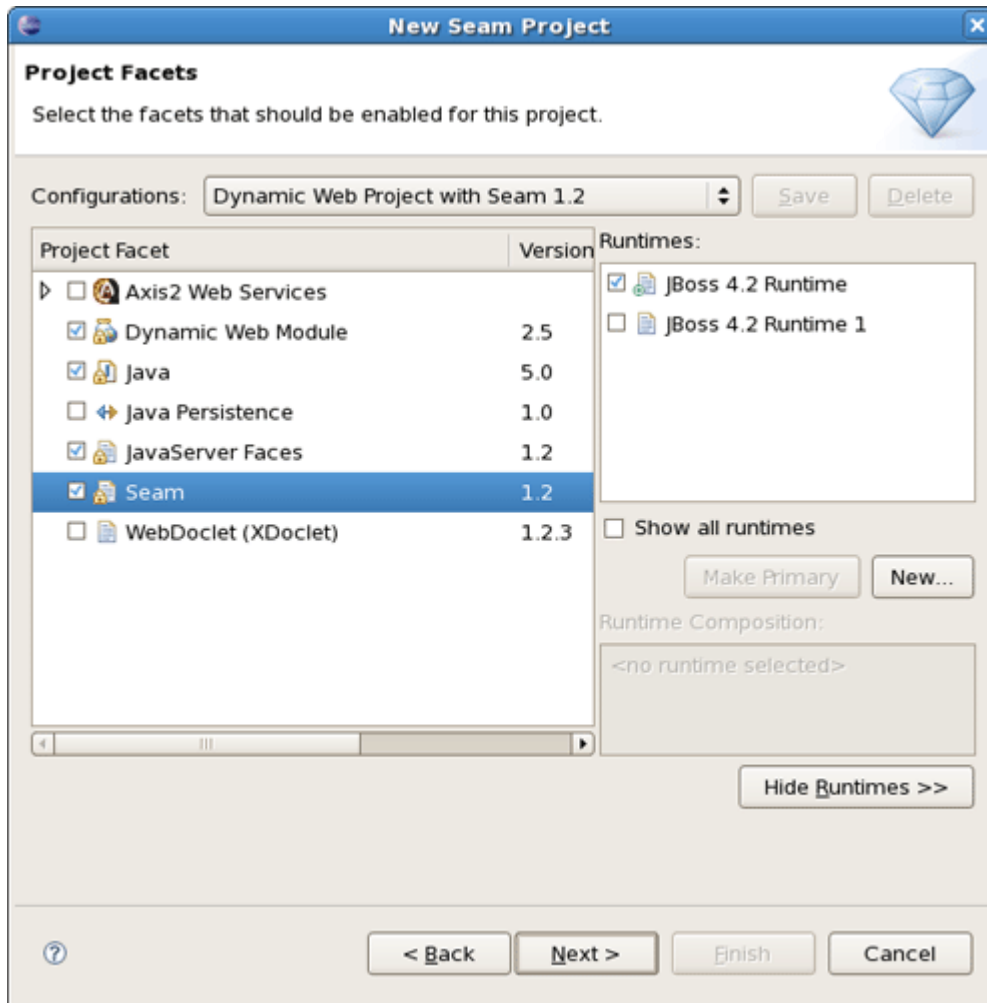 New Seam Project
Project Facets
Select the facets that should be enabled for this project.
Configurations: Dynamic Web Project with Seam 1.2 Save Delete
Project Facet Version
Axis2 Web Services
Dynamic Web Module 2.5
Java 5.0
Java Persistence 1.0
JavaServer Faces 1.2
Seam 1.2
WebDoclet (XDoclet) 1.2.3
Runtimes:
JBoss 4.2 Runtime
JBoss 4.2 Runtime 1
Show all runtimes
Make Primary New...
Runtime Composition:
<no runtime selected>
Hide Runtimes >>
< Back Next > Finish Cancel